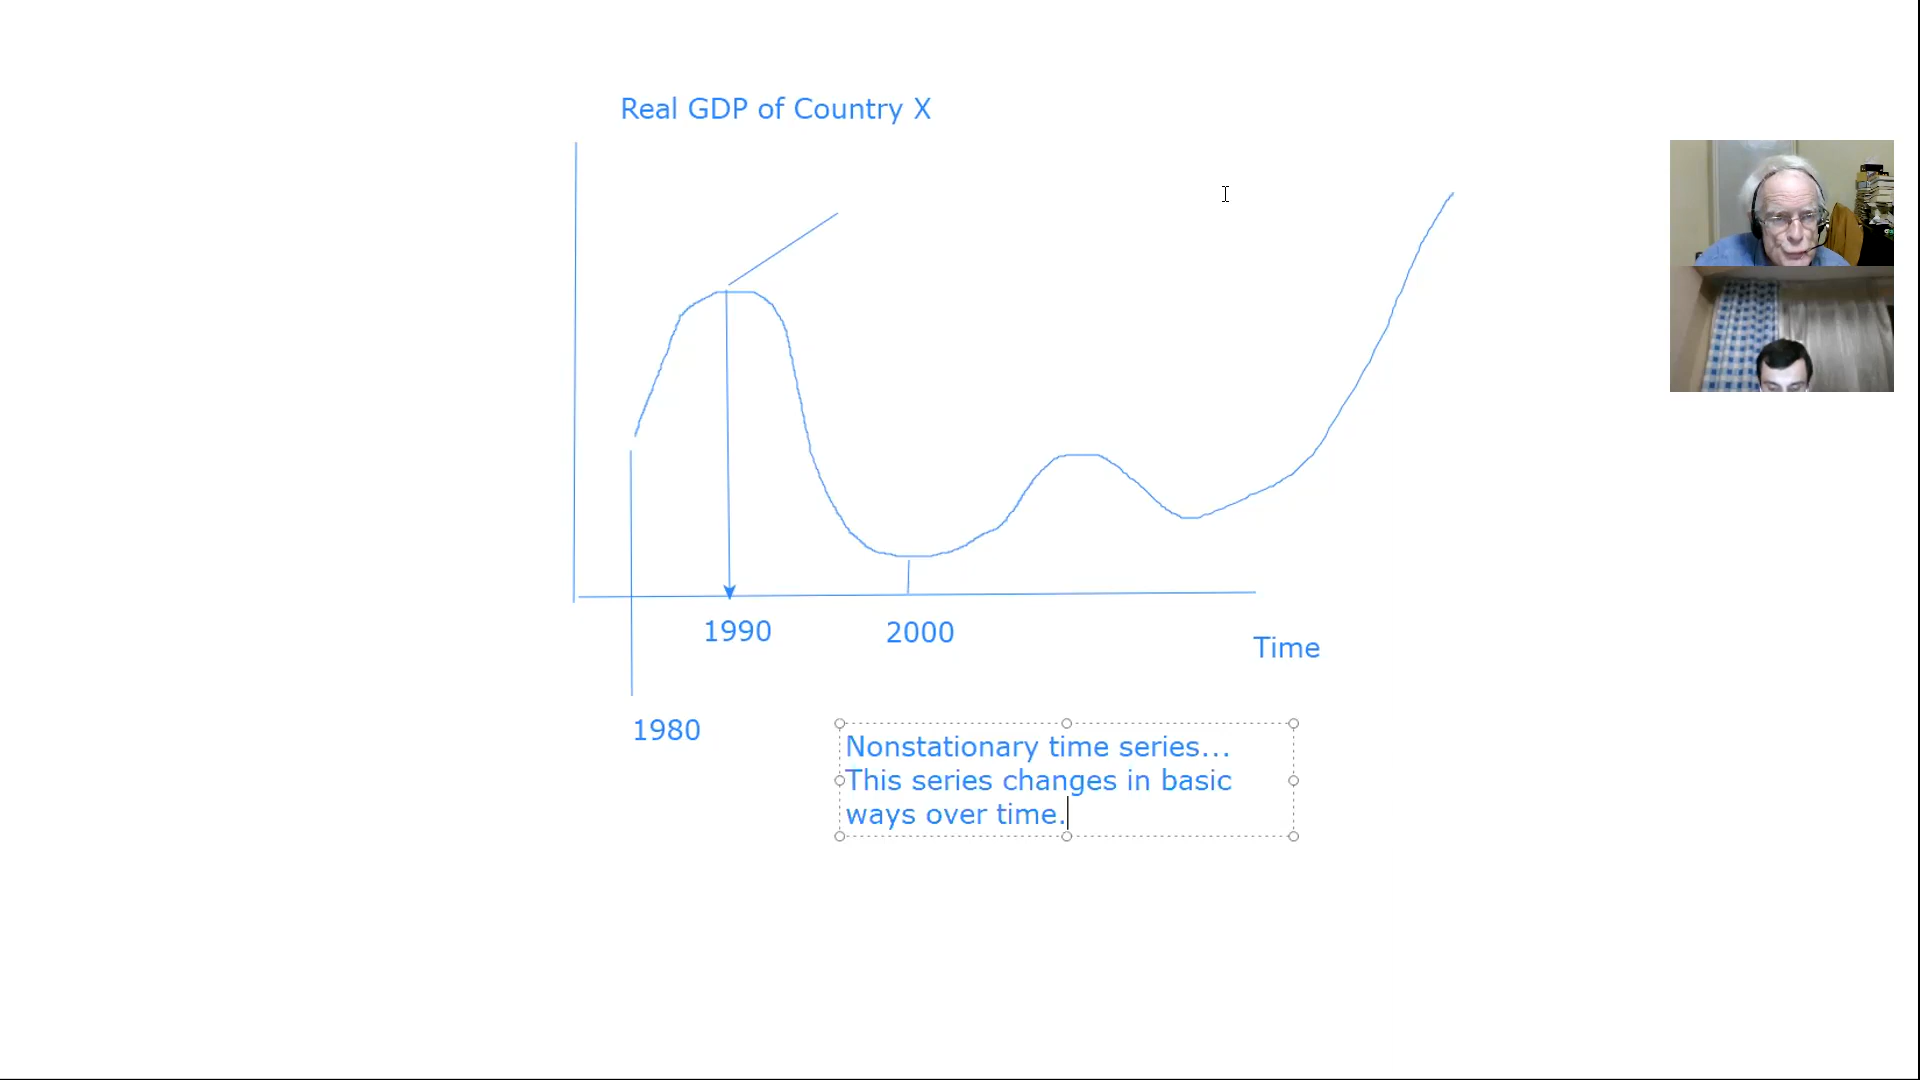 Real GDP of Country X
1990
2000
Time
1980
Nonstationary time series...
This series changes in basic
ways over time.